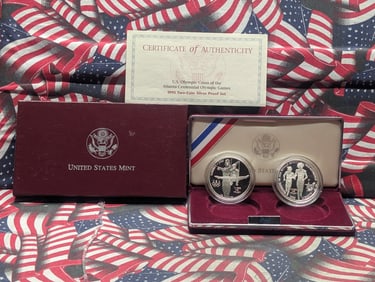 CERTIFICATE of AUTHENTICITY
U.S. Olympic Coins of the
Atlanta Centennial Olympic Games
1995 Two-Coin Silver Proof Set
UNITED STATES MINT